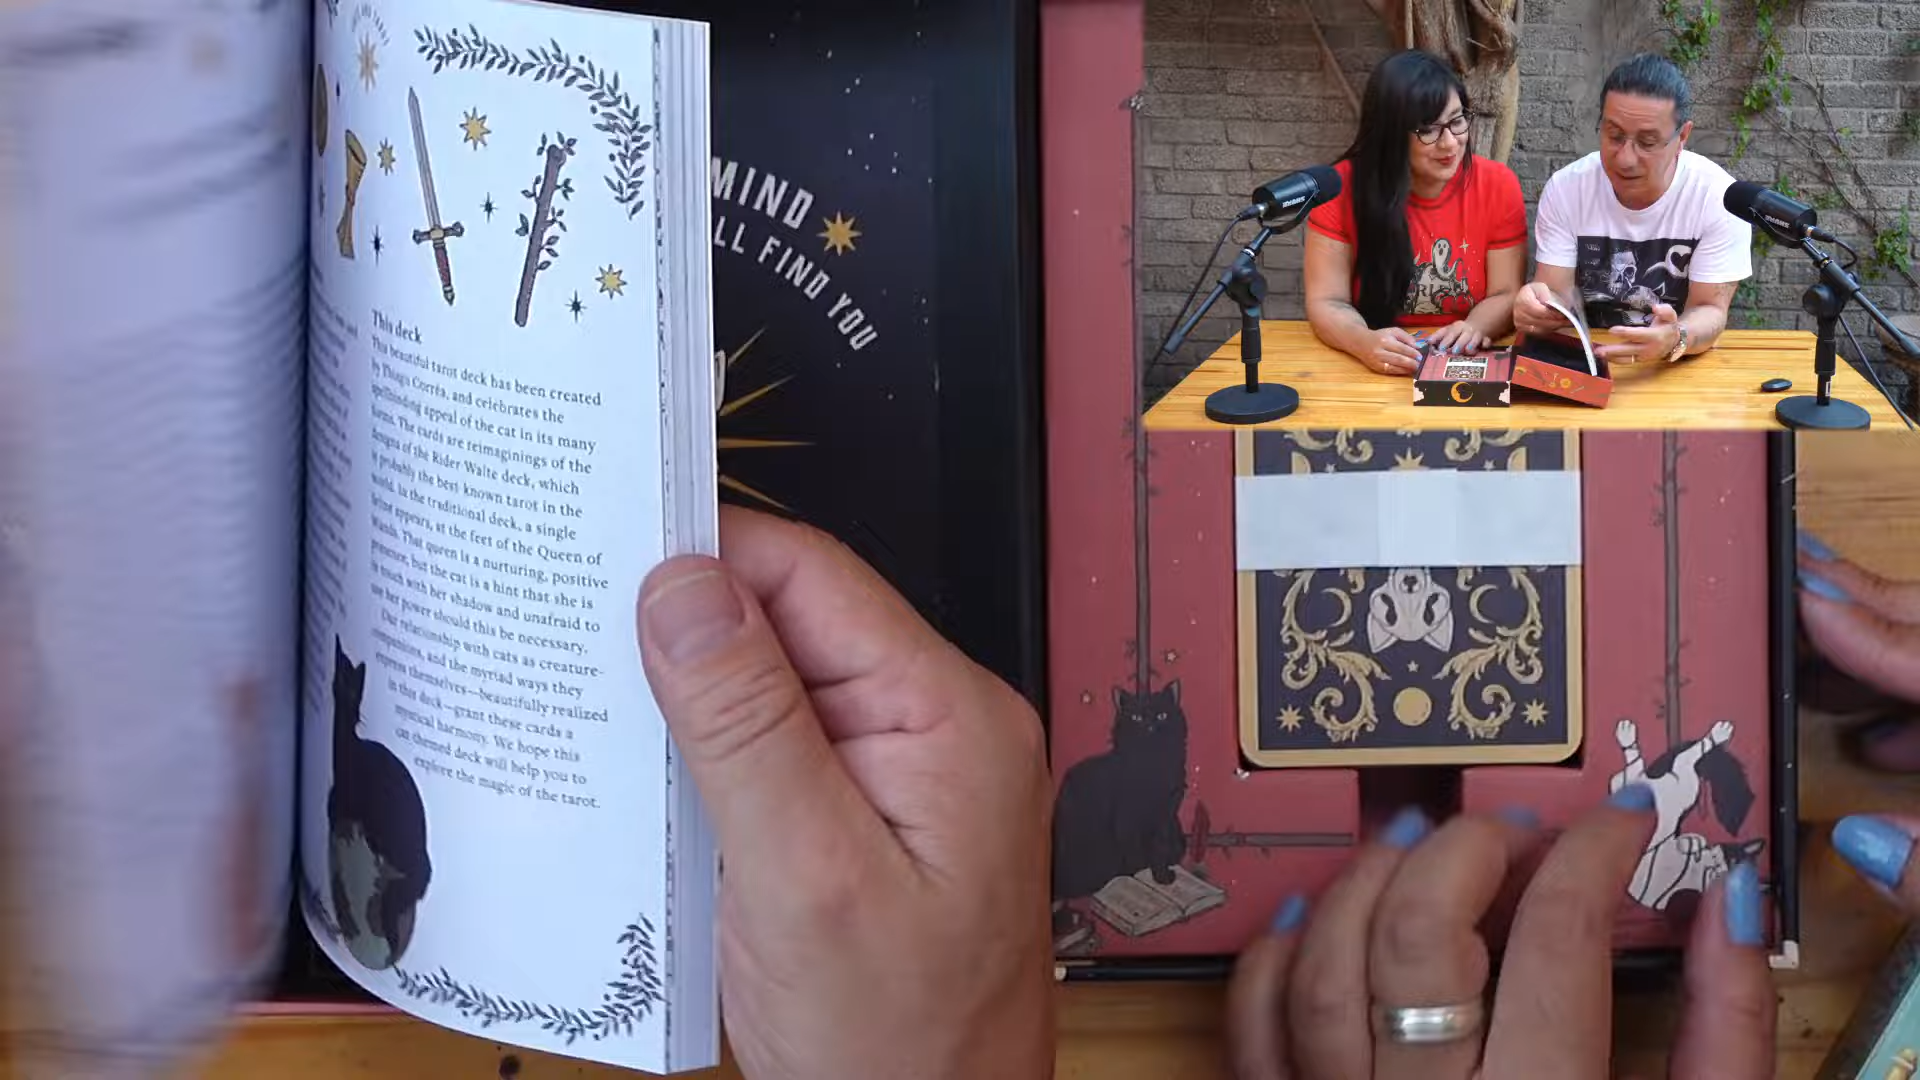 This deck
This beautiful tarot deck has been created
by Thiago Corrêa, and celebrates the
spellbinding appeal of the cat in its many
forms. The cards are reimaginings of the
designs of the Rider Waite deck, which
is probably the best known tarot in the
world. In the traditional deck, a single
feline appears, at the feet of the Queen of
Wands. That queen is a nurturing, positive
presence, but the cat is a hint that she is
in touch with her shadow and unafraid to
use her power should this be necessary.
Our relationship with cats as creature-
companions, and the myriad ways they
express themselves—beautifully realized
in this deck—grant these cards a
mystical harmony. We hope this
cat themed deck will help you to
explore the magic of the tarot.
MIND
LL FIND YOU
SHURE
SHURE